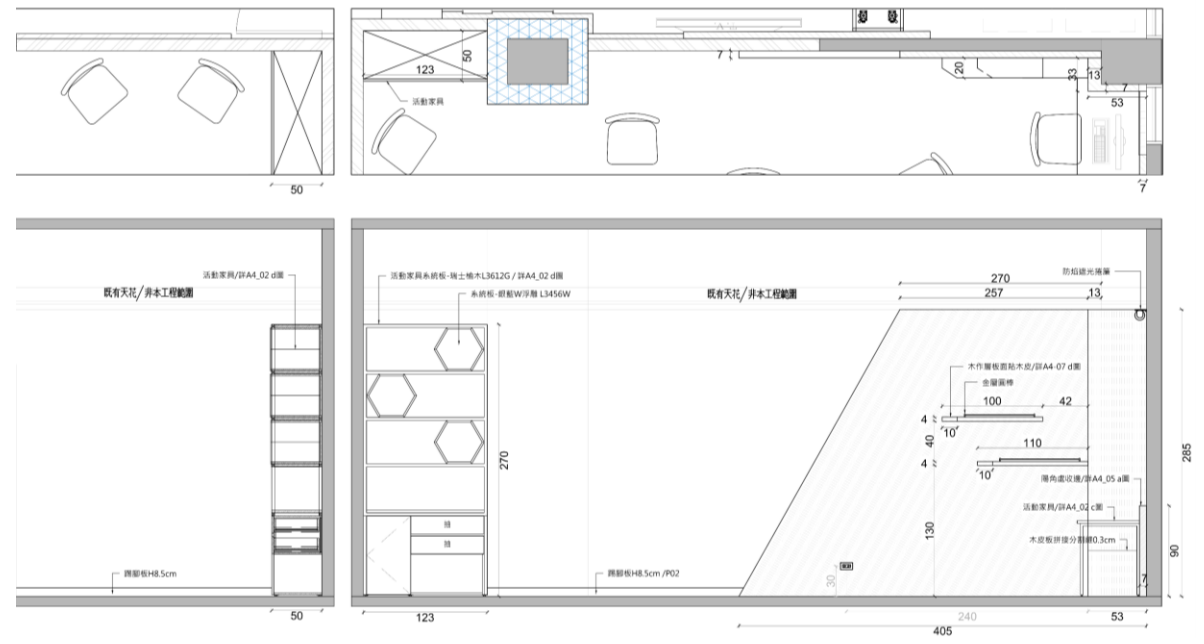 7
123
50
20
33
13
7
53
活動家具
50
7
活動家具/詳A4_02 d圖
既有天花/非本工程範圍
活動家具系統板-瑞士榆木L3612G / 詳A4_02 d圖
系統板-銀藍W浮雕 L3456W
既有天花/非本工程範圍
防焰遮光捲簾
270
257
13
木作層板面貼木皮/詳A4-07 d圖
金屬圓棒
100
42
4
10
40
110
4
10
270
285
陽角處收邊/詳A4_05 a圖
活動家具/詳A4_02 c圖
木皮板拼接分割縫0.3cm
130
90
30
7
踢腳板H8.5cm
踢腳板H8.5cm /P02
50
123
240
53
405